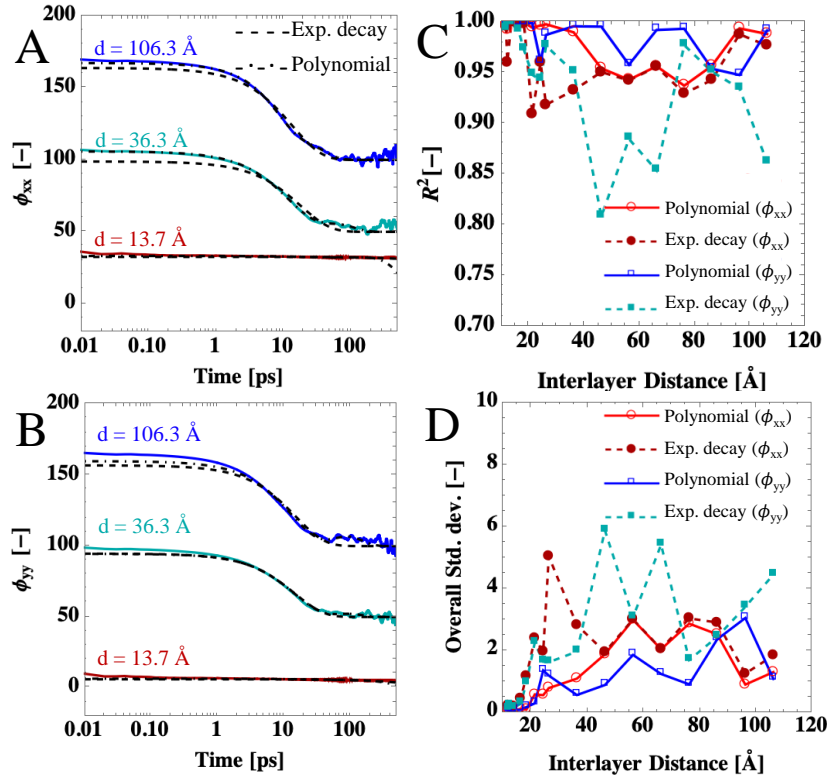 A
200
150
100
50
0
ϕxx [–]
d = 106.3 Å
d = 36.3 Å
d = 13.7 Å
Exp. decay
Polynomial
0.01 0.10 1 10 100
Time [ps]
C
1.00
0.95
0.90
0.85
0.80
0.75
0.70
R² [–]
Polynomial (ϕxx)
Exp. decay (ϕxx)
Polynomial (ϕyy)
Exp. decay (ϕyy)
20 40 60 80 100 120
Interlayer Distance [Å]
B
200
150
100
50
0
ϕyy [–]
d = 106.3 Å
d = 36.3 Å
d = 13.7 Å
0.01 0.10 1 10 100
Time [ps]
D
10
8
6
4
2
0
Overall Std. dev. [–]
Polynomial (ϕxx)
Exp. decay (ϕxx)
Polynomial (ϕyy)
Exp. decay (ϕyy)
20 40 60 80 100 120
Interlayer Distance [Å]